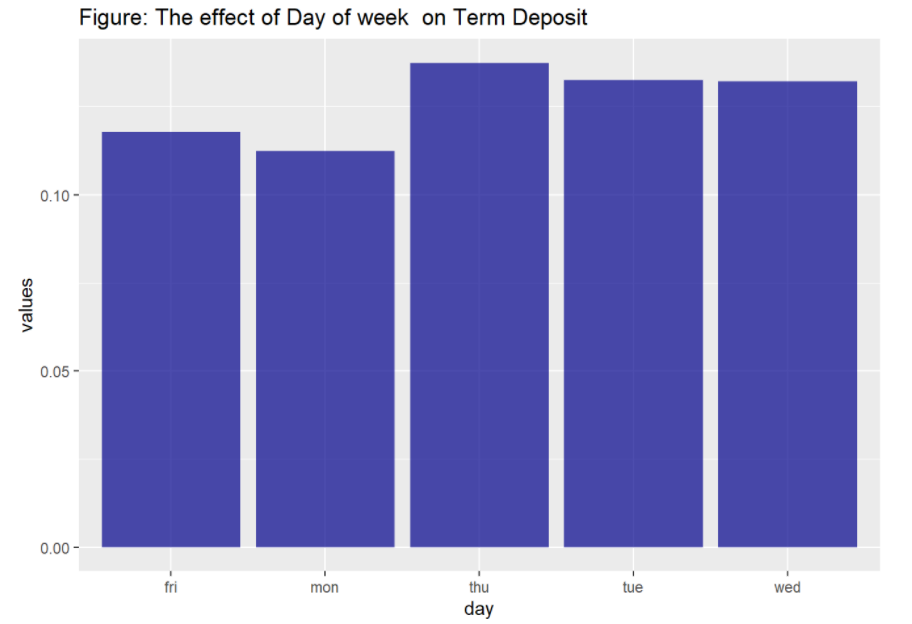 Figure: The effect of Day of week  on Term Deposit
values
0.10
0.05
0.00
fri mon thu tue wed
day